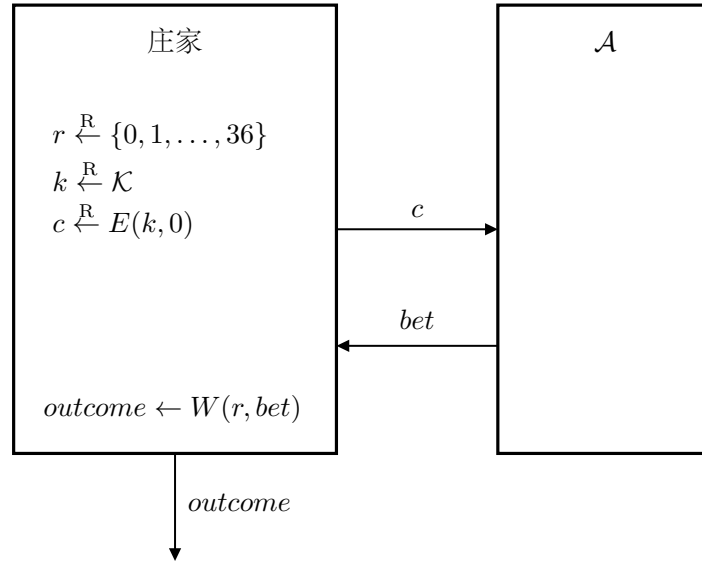 庄家
𝒜
r ←ᴿ {0, 1, . . . , 36}
k ←ᴿ 𝒦
c ←ᴿ E(k, 0)
c
bet
outcome ← W(r, bet)
outcome